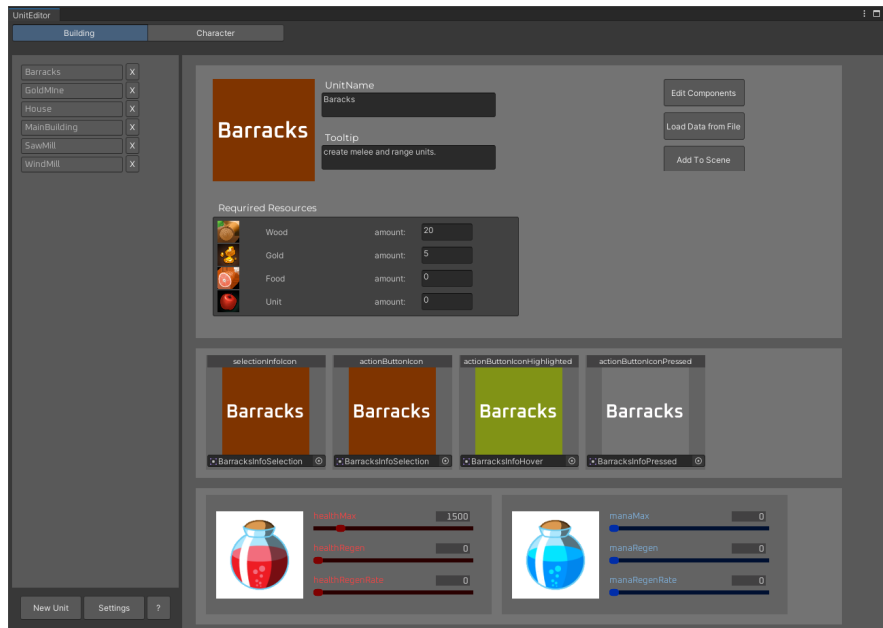 UnitEditor
Building Character
Barracks X
GoldMine X
House X
MainBuilding X
SawMill X
WindMill X
New Unit Settings ?
Barracks
UnitName
Baracks
Tooltip
create melee and range units.
Edit Components
Load Data from File
Add To Scene
Requrired Resources
Wood amount: 20
Gold amount: 5
Food amount: 0
Unit amount: 0
selectionInfoIcon actionButtonIcon actionButtonIconHighlighted actionButtonIconPressed
Barracks Barracks Barracks Barracks
BarracksInfoSelection BarracksInfoSelection BarracksInfoHover BarracksInfoPressed
healthMax 1500
healthRegen 0
healthRegenRate 0
manaMax 0
manaRegen 0
manaRegenRate 0